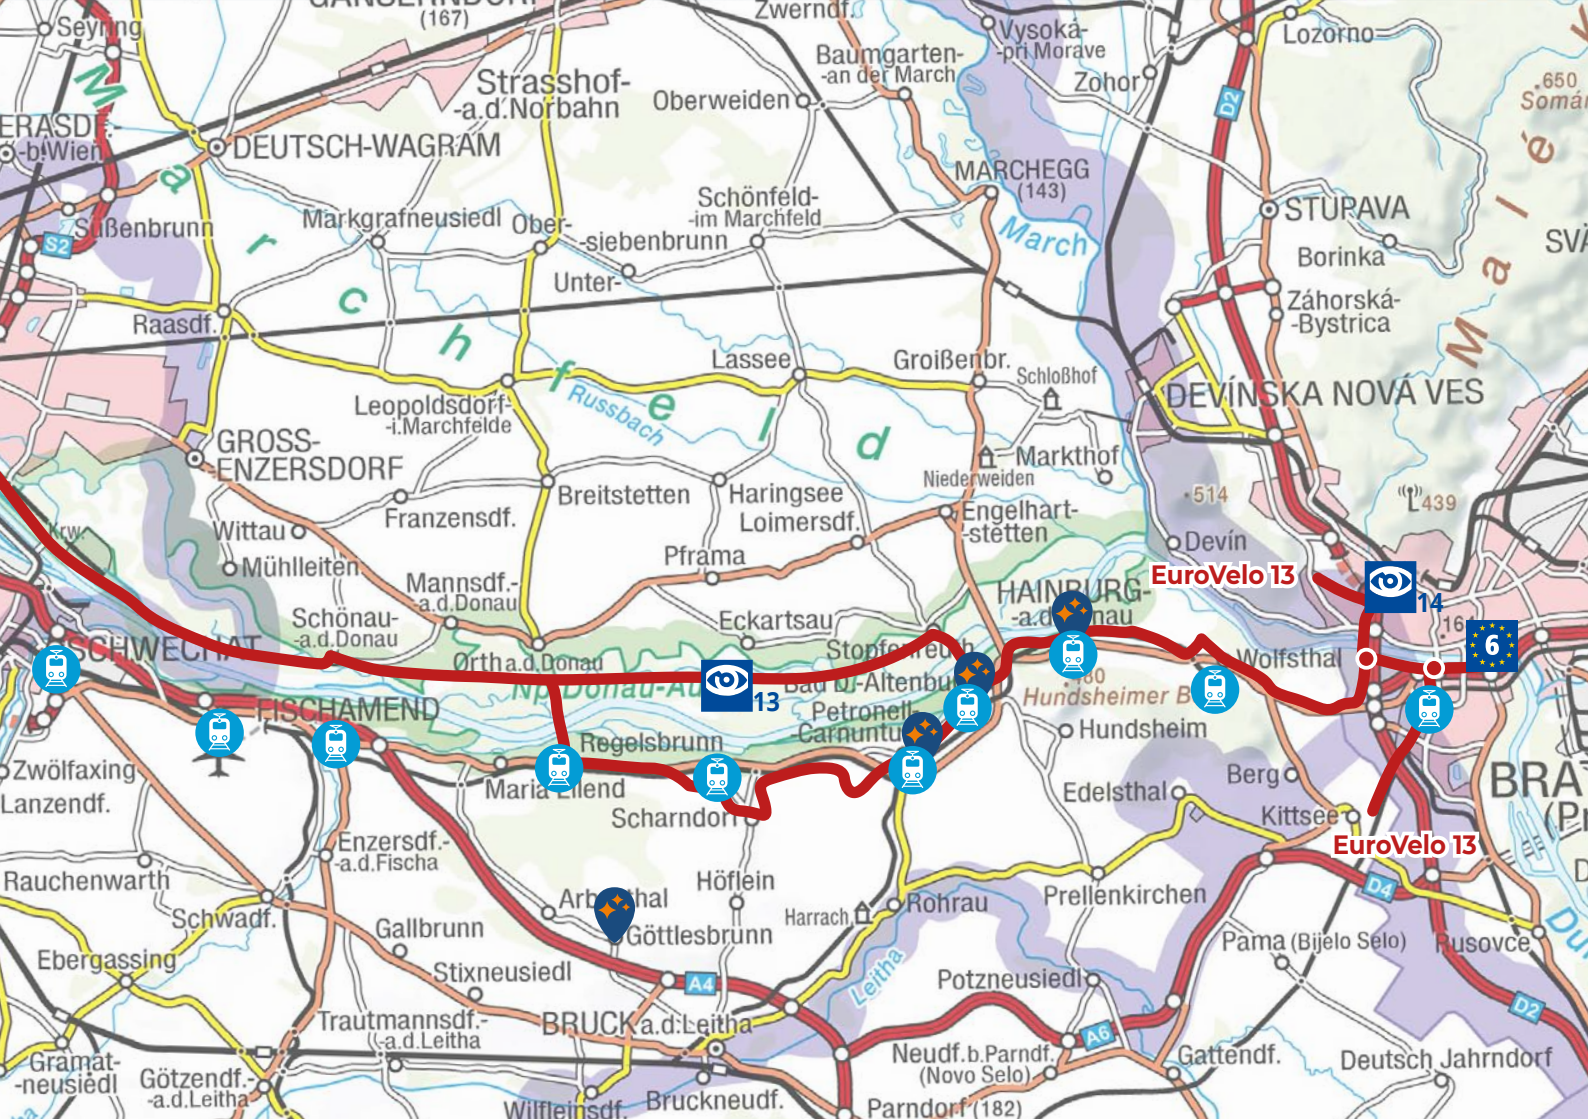 GÄNSERNDORF
(167)
Seyring
Zwerndf.
Vysoká-
-pri Morave
Lozorno
Baumgarten-
-an der March
Zohor
D2
650
Strasshof-
-a.d.Norbahn
Oberweiden
-b.Wien
DEUTSCH-WAGRAM
MARCHEGG
(143)
Malé
Marchfeld
Schönfeld-
-im Marchfeld
STUPAVA
Süßenbrunn
S2
Markgrafneusiedl
Ober-
-siebenbrunn
Unter-
March
Borinka
Raasdf.
Záhorská-
-Bystrica
Lassee
Groißenbr.
Schloßhof
Leopoldsdorf-
-i.Marchfelde
Russbach
DEVÍNSKA NOVÁ VES
GROSS-
ENZERSDORF
Markthof
Niederweiden
Breitstetten
Haringsee
514
439
Franzensdf.
Loimersdf.
Engelhart-
-stetten
Krw.
Wittau
Mühlleiten
Pframa
Devín
EuroVelo 13
14
Mannsdf.-
-a.d.Donau
HAINBURG-
Schönau-
-a.d.Donau
Eckartsau
SCHWECHAT
Orth a.d.Donau
Wolfsthal
6
13
Hundsheimer
FISCHAMEND
Petronell-
Regelsbrunn
Hundsheim
Zwölfaxing
Lanzendf.
Maria Ellend
Scharndorf
Edelsthal
Berg
Kittsee
EuroVelo 13
Enzersdf.-
-a.d.Fischa
Rauchenwarth
Schwadf.
Höflein
Harrach
Rohrau
Prellenkirchen
D4
Gallbrunn
Göttlesbrunn
Ebergassing
Stixneusiedl
A4
Leitha
Potzneusiedl
Pama (Bijelo Selo)
Rusovce
D2
Trautmannsdf.-
-a.d.Leitha
BRUCK a.d.Leitha
A6
Gramat-
-neusiedl
Götzendf.-
-a.d.Leitha
Neudf.b.Parndf.
(Novo Selo)
Gattendf.
Deutsch Jahrndorf
Wilfleinsdf.
Bruckneudf.
Parndorf (182)